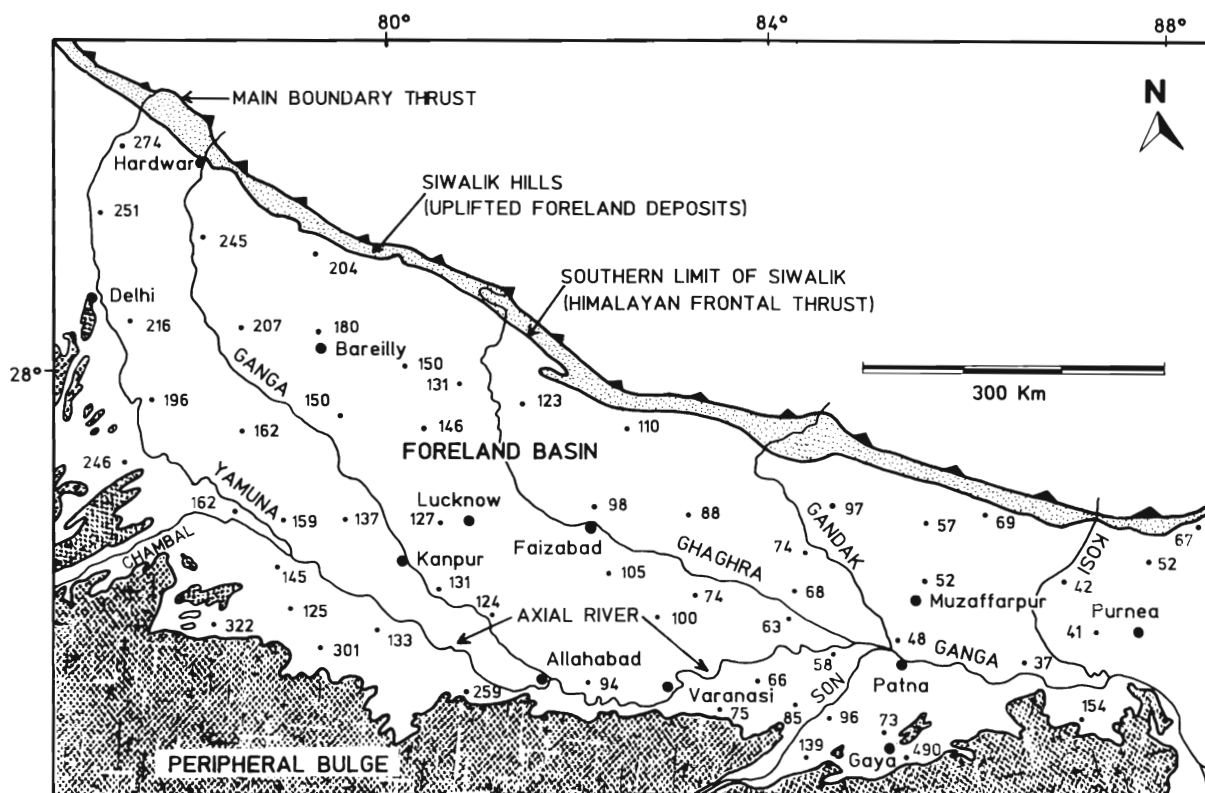 80°
84°
88°
N
MAIN BOUNDARY THRUST
274
Hardwar
SIWALIK HILLS
(UPLIFTED FORELAND DEPOSITS)
251
245
204
SOUTHERN LIMIT OF SIWALIK
(HIMALAYAN FRONTAL THRUST)
Delhi
216
207
180
Bareilly
28°
GANGA
150
131
123
300 Km
196
150
162
146
110
FORELAND BASIN
246
YAMUNA
162
159
137
127
Lucknow
98
88
97
57
69
67
CHAMBAL
Kanpur
Faizabad
GHAGHRA
GANDAK
74
KOSI
52
145
131
105
74
68
52
42
125
124
AXIAL RIVER
100
63
Muzaffarpur
Purnea
322
133
41
301
58
48
GANGA
37
Allahabad
259
94
Varanasi
66
SON
Patna
75
85
96
73
154
PERIPHERAL BULGE
139
Gaya
490